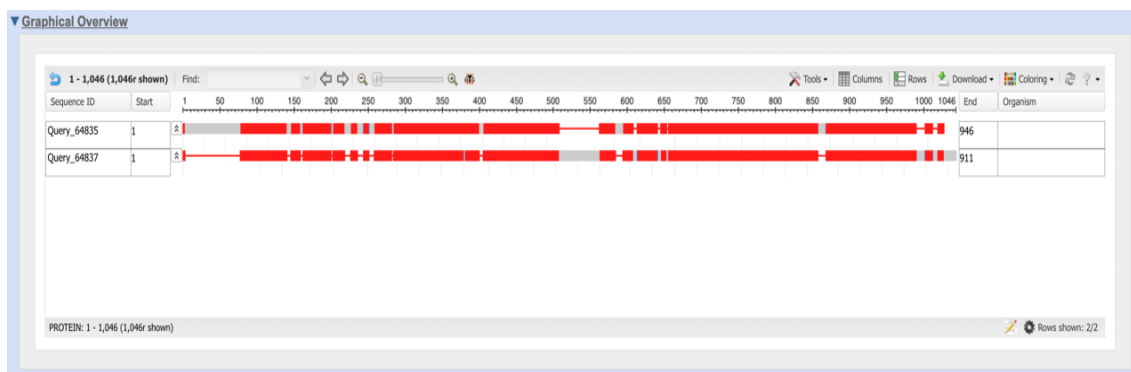 Graphical Overview
1 - 1,046 (1,046r shown) Find: Tools Columns Rows Download Coloring ?
Sequence ID Start 1 50 100 150 200 250 300 350 400 450 500 550 600 650 700 750 800 850 900 950 1000 1046 End Organism
Query_64835 1 946
Query_64837 1 911
PROTEIN: 1 - 1,046 (1,046r shown) Rows shown: 2/2